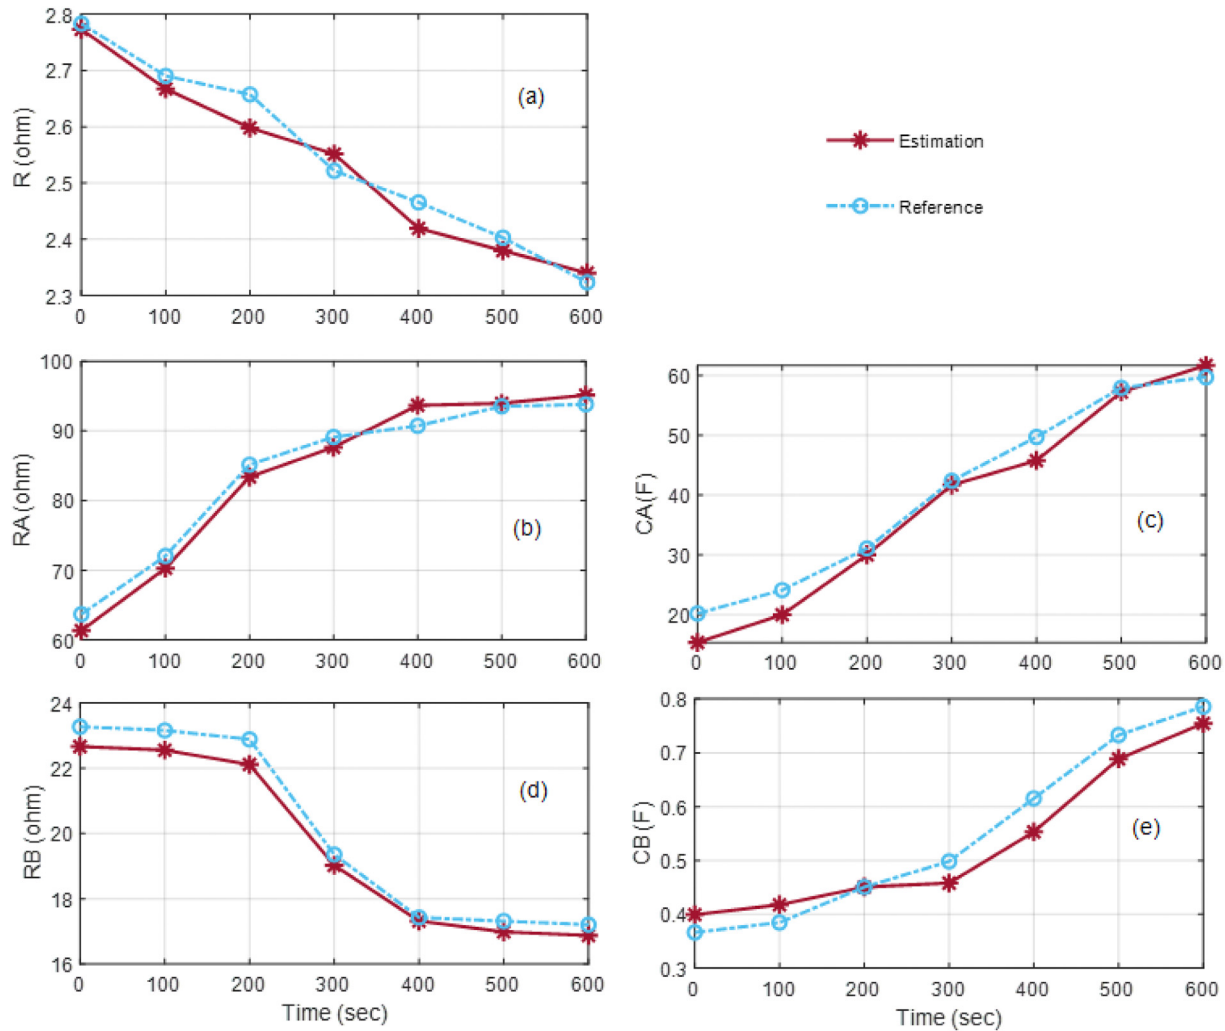 2.8
2.7
2.6
2.5
2.4
2.3
R (ohm)
(a)
0 100 200 300 400 500 600
Estimation
Reference
100
90
80
70
60
RA (ohm)
(b)
0 100 200 300 400 500 600
60
50
40
30
20
CA (F)
(c)
0 100 200 300 400 500 600
24
22
20
18
16
RB (ohm)
(d)
0 100 200 300 400 500 600
Time (sec)
0.8
0.7
0.6
0.5
0.4
0.3
CB (F)
(e)
0 100 200 300 400 500 600
Time (sec)